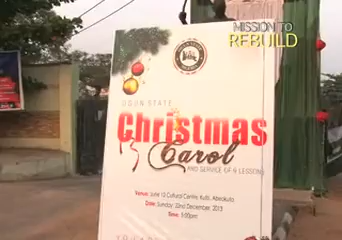 MISSION TO
REBUILD
OGUN STATE
Christmas
Carol
AND SERVICE OF 9 LESSONS
Venue: June 12 Cultural Centre, Kuto, Abeokuta
Date: Sunday, 22nd December, 2013
Time: 5:00pm